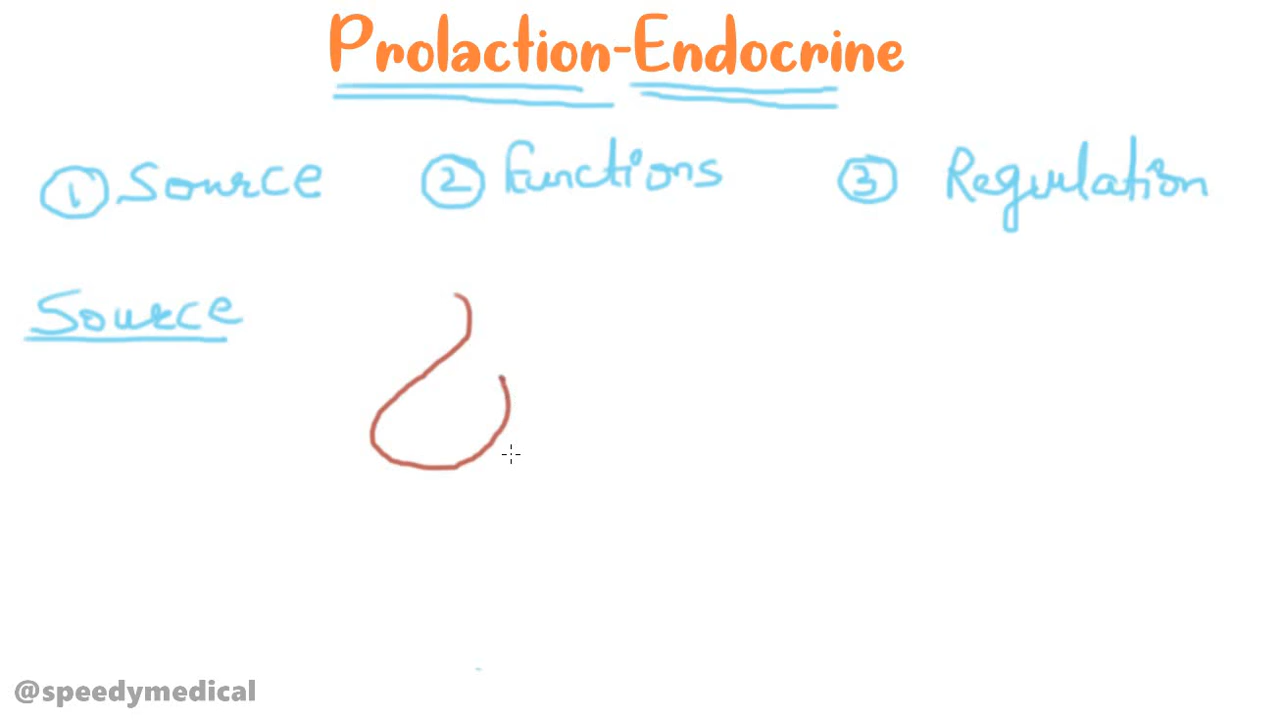 Prolaction-Endocrine
1 Source 2 Functions 3 Regulation
Source
@speedymedical